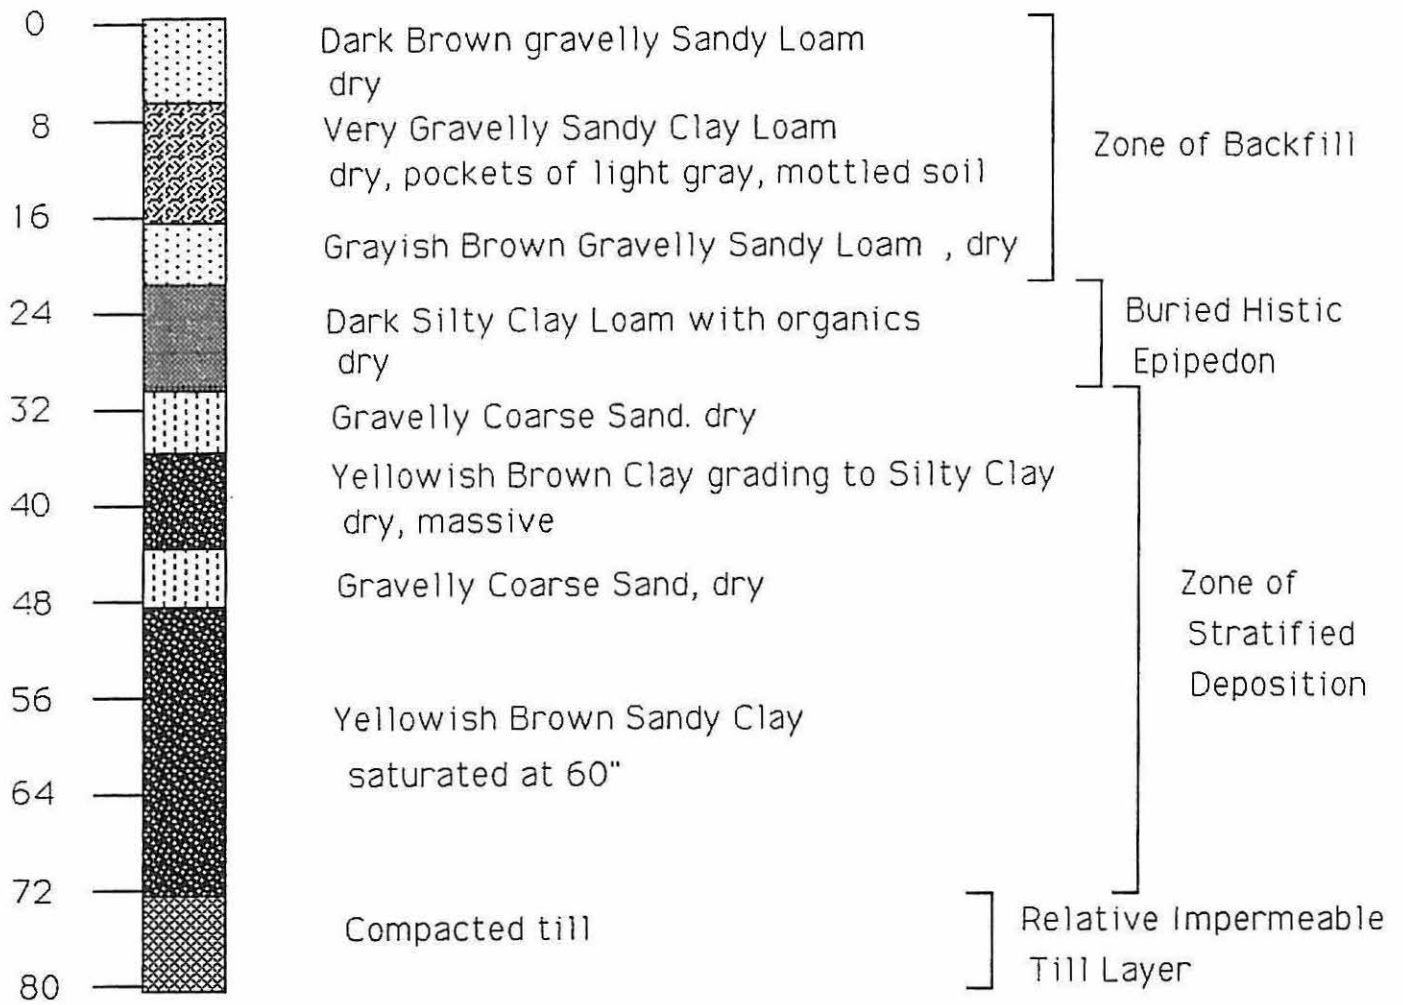 0
Dark Brown gravelly Sandy Loam
dry
8
Very Gravelly Sandy Clay Loam
dry, pockets of light gray, mottled soil
Zone of Backfill
16
Grayish Brown Gravelly Sandy Loam , dry
24
Dark Silty Clay Loam with organics
dry
Buried Histic
Epipedon
32
Gravelly Coarse Sand. dry
Yellowish Brown Clay grading to Silty Clay
40
dry, massive
Gravelly Coarse Sand, dry
48
Zone of
Stratified
Deposition
56
Yellowish Brown Sandy Clay
saturated at 60"
64
72
Compacted till
Relative Impermeable
Till Layer
80